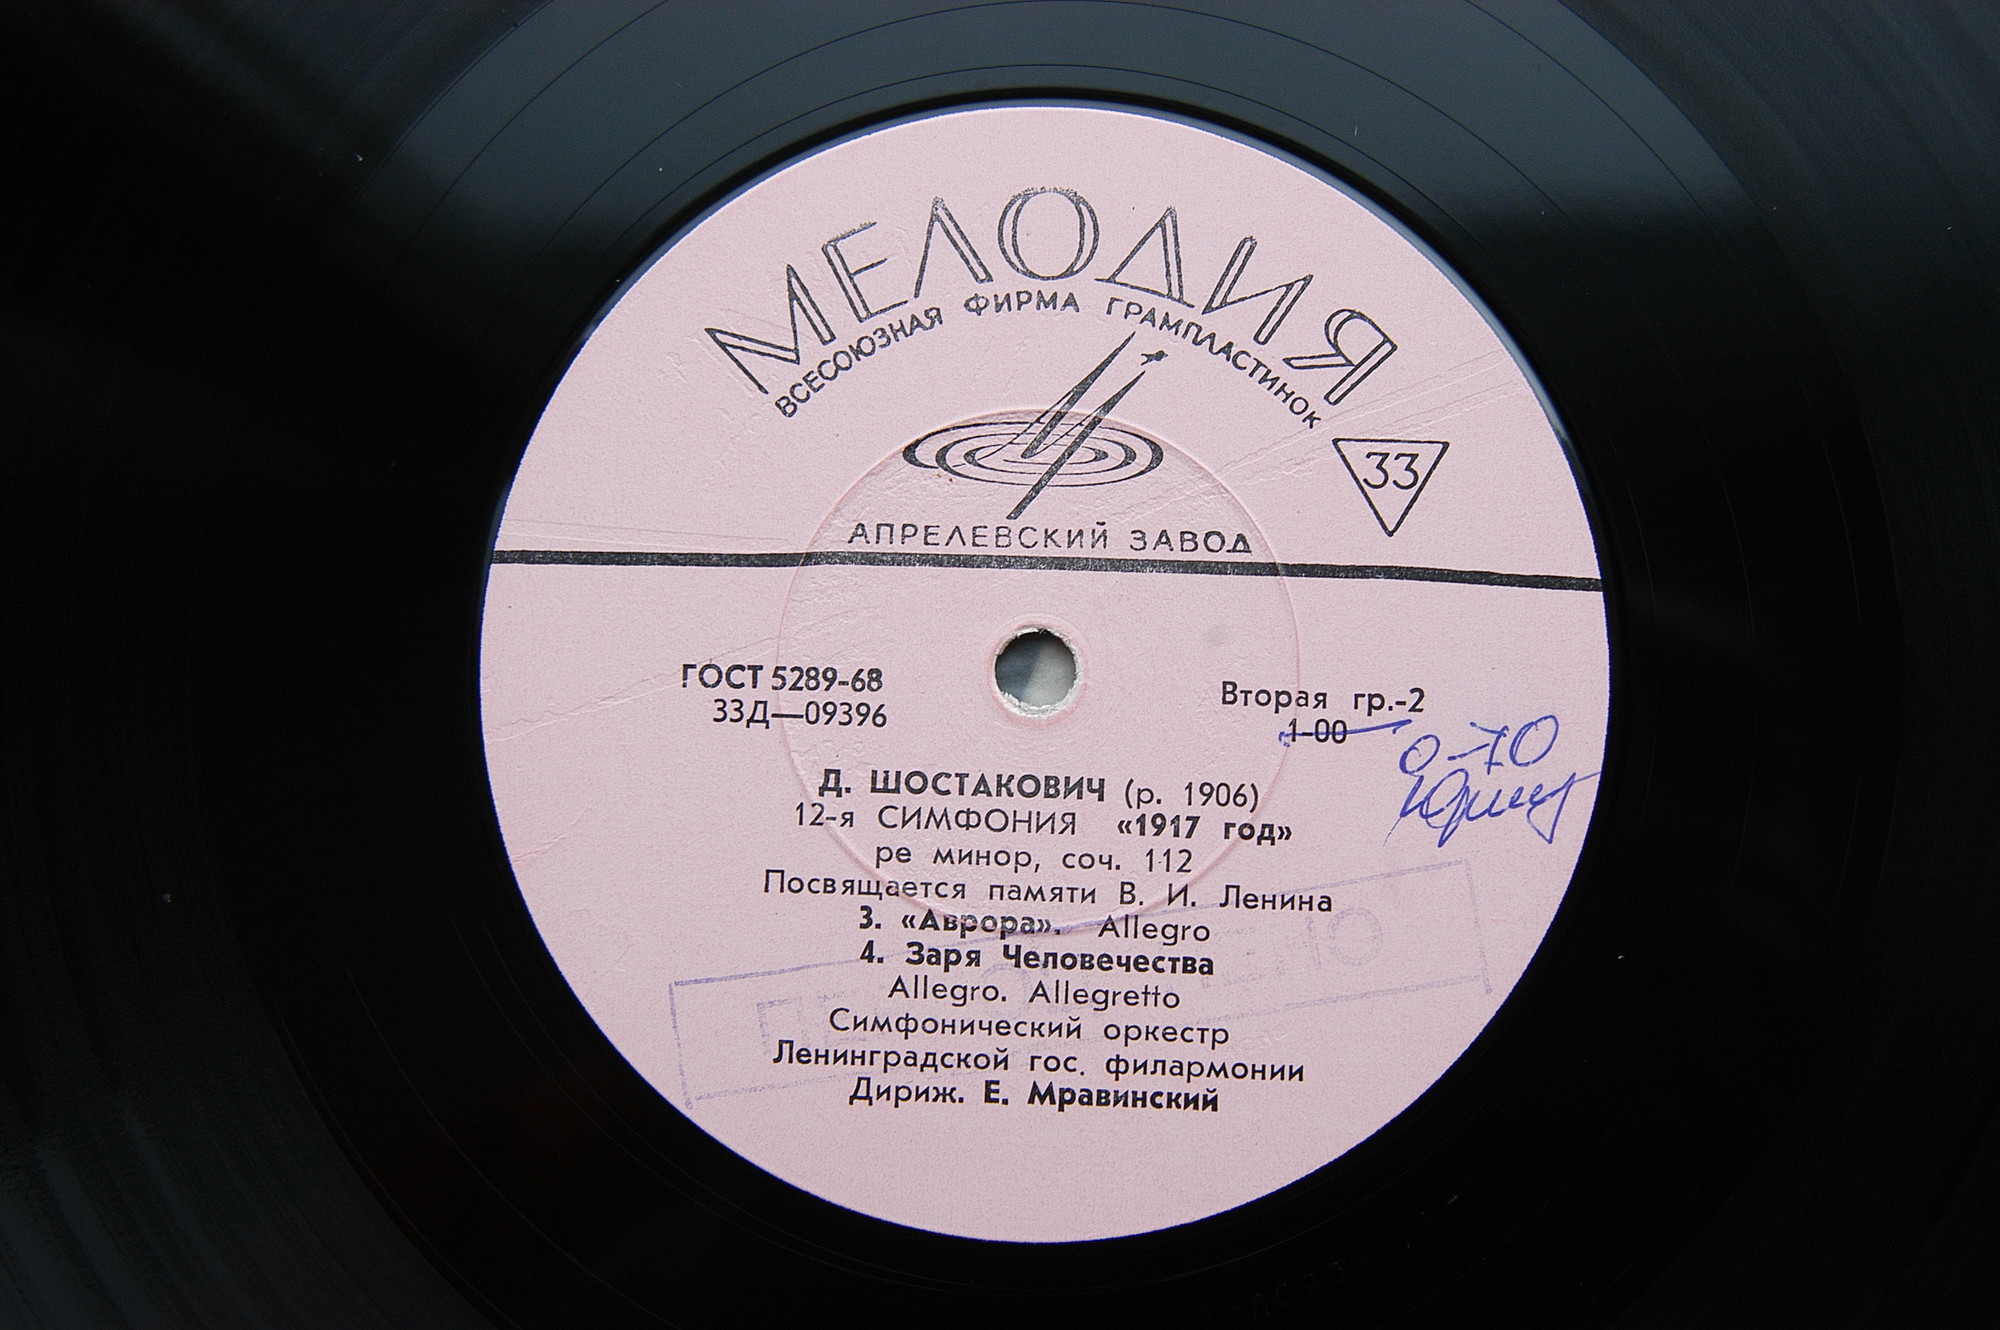 МЕЛОДИЯ
ВСЕСОЮЗНАЯ ФИРМА ГРАМПЛАСТИНОК
33
АПРЕЛЕВСКИЙ ЗАВОД
ГОСТ 5289-68
33Д—09396
Вторая гр.-2
1-00
0-70
Д. ШОСТАКОВИЧ (р. 1906)
12-я СИМФОНИЯ «1917 год»
ре минор, соч. 112
Посвящается памяти В. И. Ленина
3. «Аврора». Allegro
4. Заря Человечества
Allegro. Allegretto
Симфонический оркестр
Ленинградской гос. филармонии
Дириж. Е. Мравинский